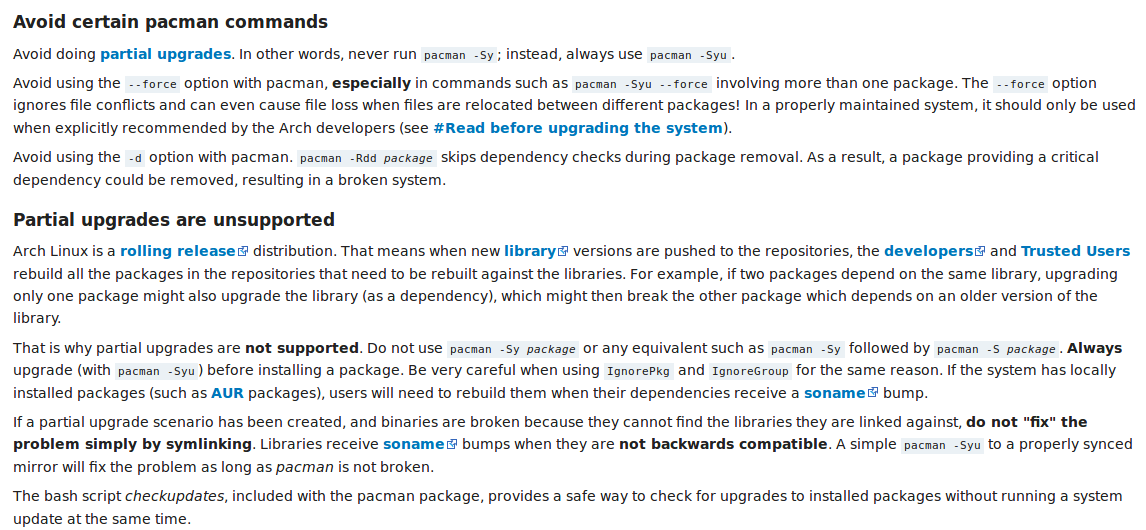 Avoid certain pacman commands
Avoid doing partial upgrades. In other words, never run pacman -Sy; instead, always use pacman -Syu.
Avoid using the --force option with pacman, especially in commands such as pacman -Syu --force involving more than one package. The --force option
ignores file conflicts and can even cause file loss when files are relocated between different packages! In a properly maintained system, it should only be used
when explicitly recommended by the Arch developers (see #Read before upgrading the system).
Avoid using the -d option with pacman. pacman -Rdd package skips dependency checks during package removal. As a result, a package providing a critical
dependency could be removed, resulting in a broken system.
Partial upgrades are unsupported
Arch Linux is a rolling release distribution. That means when new library versions are pushed to the repositories, the developers and Trusted Users
rebuild all the packages in the repositories that need to be rebuilt against the libraries. For example, if two packages depend on the same library, upgrading
only one package might also upgrade the library (as a dependency), which might then break the other package which depends on an older version of the
library.
That is why partial upgrades are not supported. Do not use pacman -Sy package or any equivalent such as pacman -Sy followed by pacman -S package. Always
upgrade (with pacman -Syu) before installing a package. Be very careful when using IgnorePkg and IgnoreGroup for the same reason. If the system has locally
installed packages (such as AUR packages), users will need to rebuild them when their dependencies receive a soname bump.
If a partial upgrade scenario has been created, and binaries are broken because they cannot find the libraries they are linked against, do not "fix" the
problem simply by symlinking. Libraries receive soname bumps when they are not backwards compatible. A simple pacman -Syu to a properly synced
mirror will fix the problem as long as pacman is not broken.
The bash script checkupdates, included with the pacman package, provides a safe way to check for upgrades to installed packages without running a system
update at the same time.